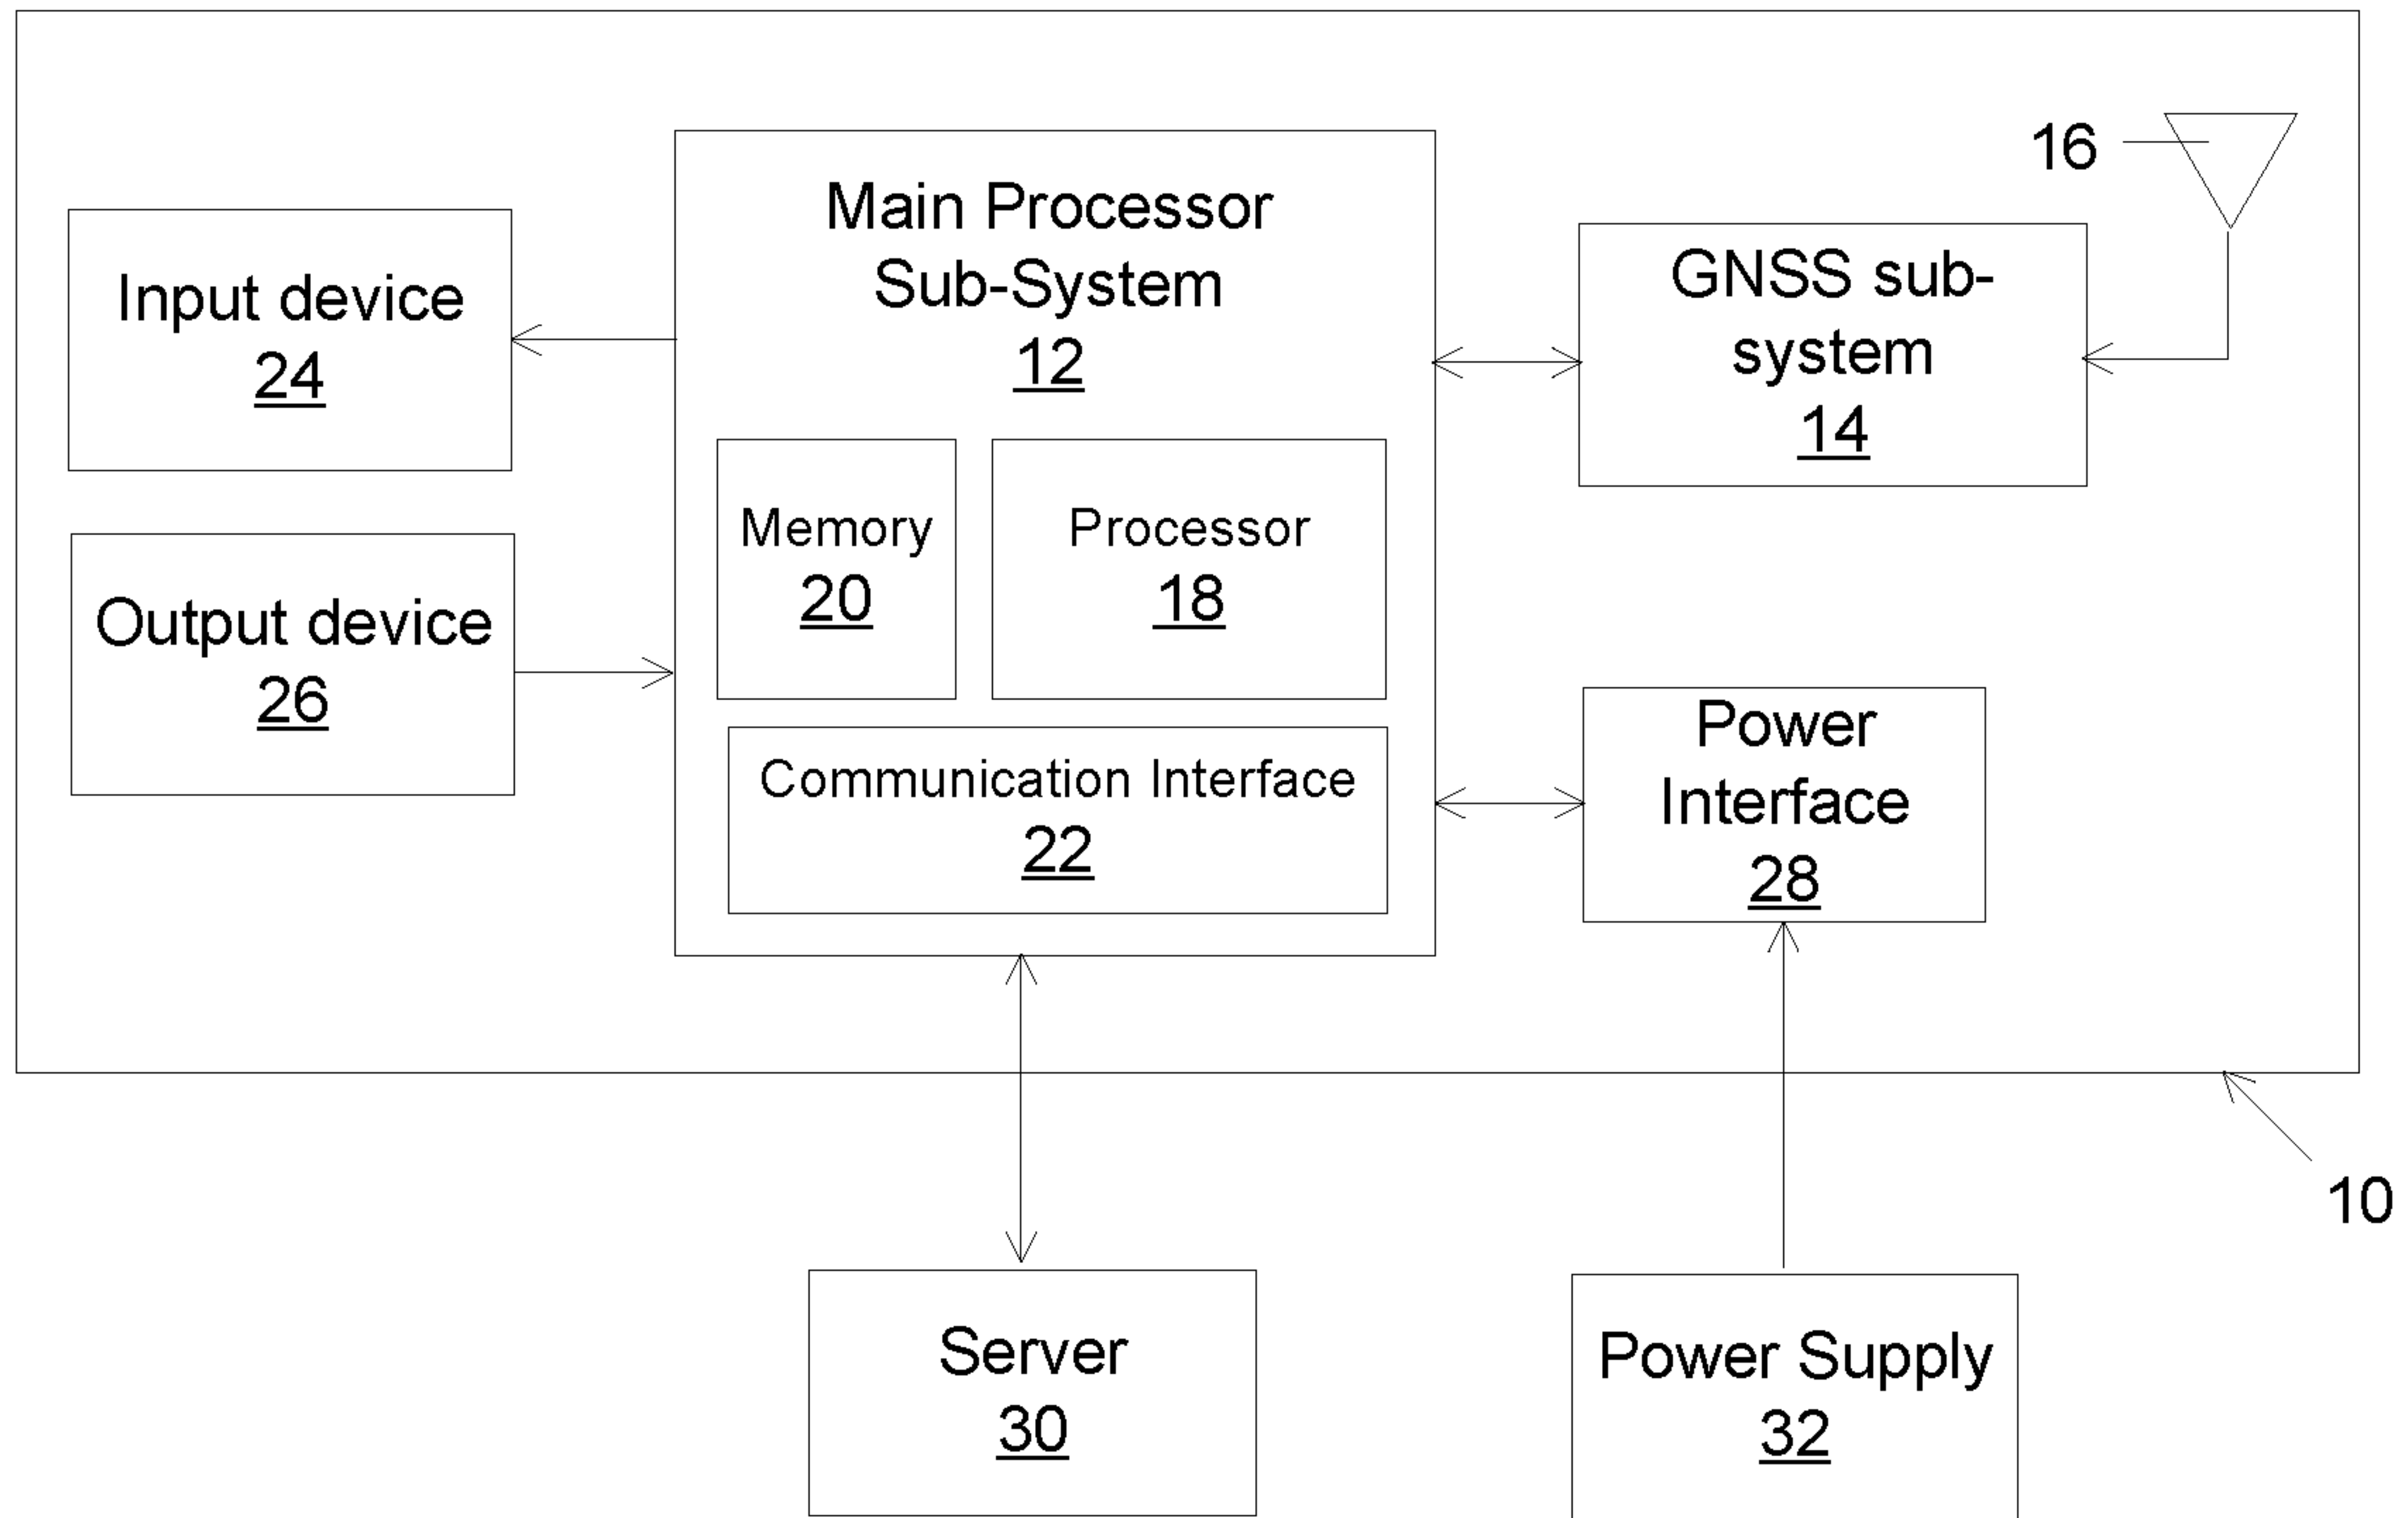 16
Main Processor
Sub-System
12
Input device
24
GNSS sub-
system
14
Memory
20
Processor
18
Output device
26
Communication Interface
22
Power
Interface
28
10
Server
30
Power Supply
32